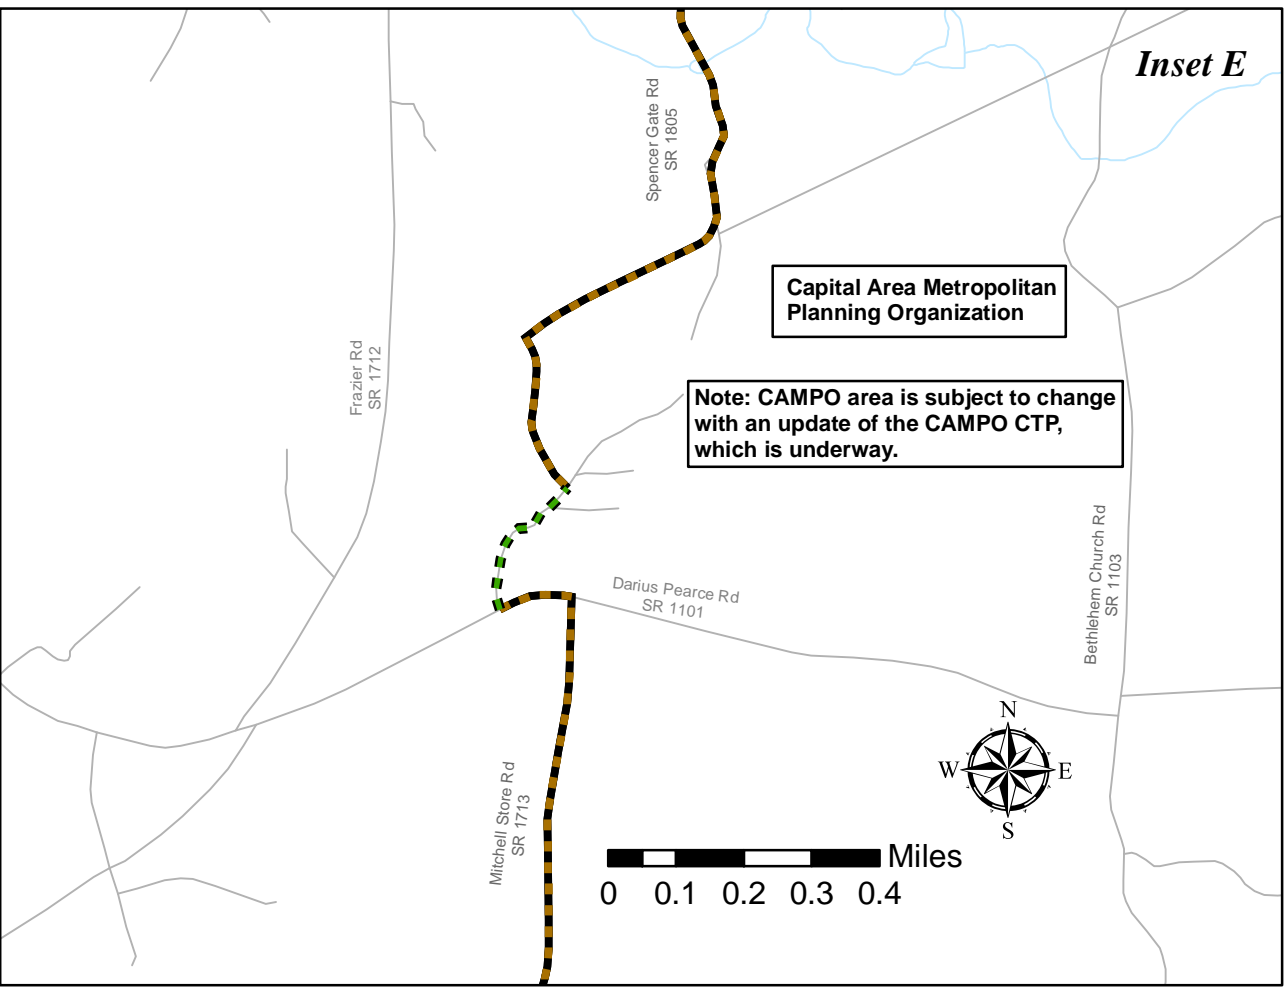 Inset E
Spencer Gate Rd
SR 1805
Capital Area Metropolitan
Planning Organization
Frazier Rd
SR 1712
Note: CAMPO area is subject to change
with an update of the CAMPO CTP,
which is underway.
Darius Pearce Rd
SR 1101
Bethlehem Church Rd
SR 1103
N
W
E
S
Mitchell Store Rd
SR 1713
Miles
0 0.1 0.2 0.3 0.4